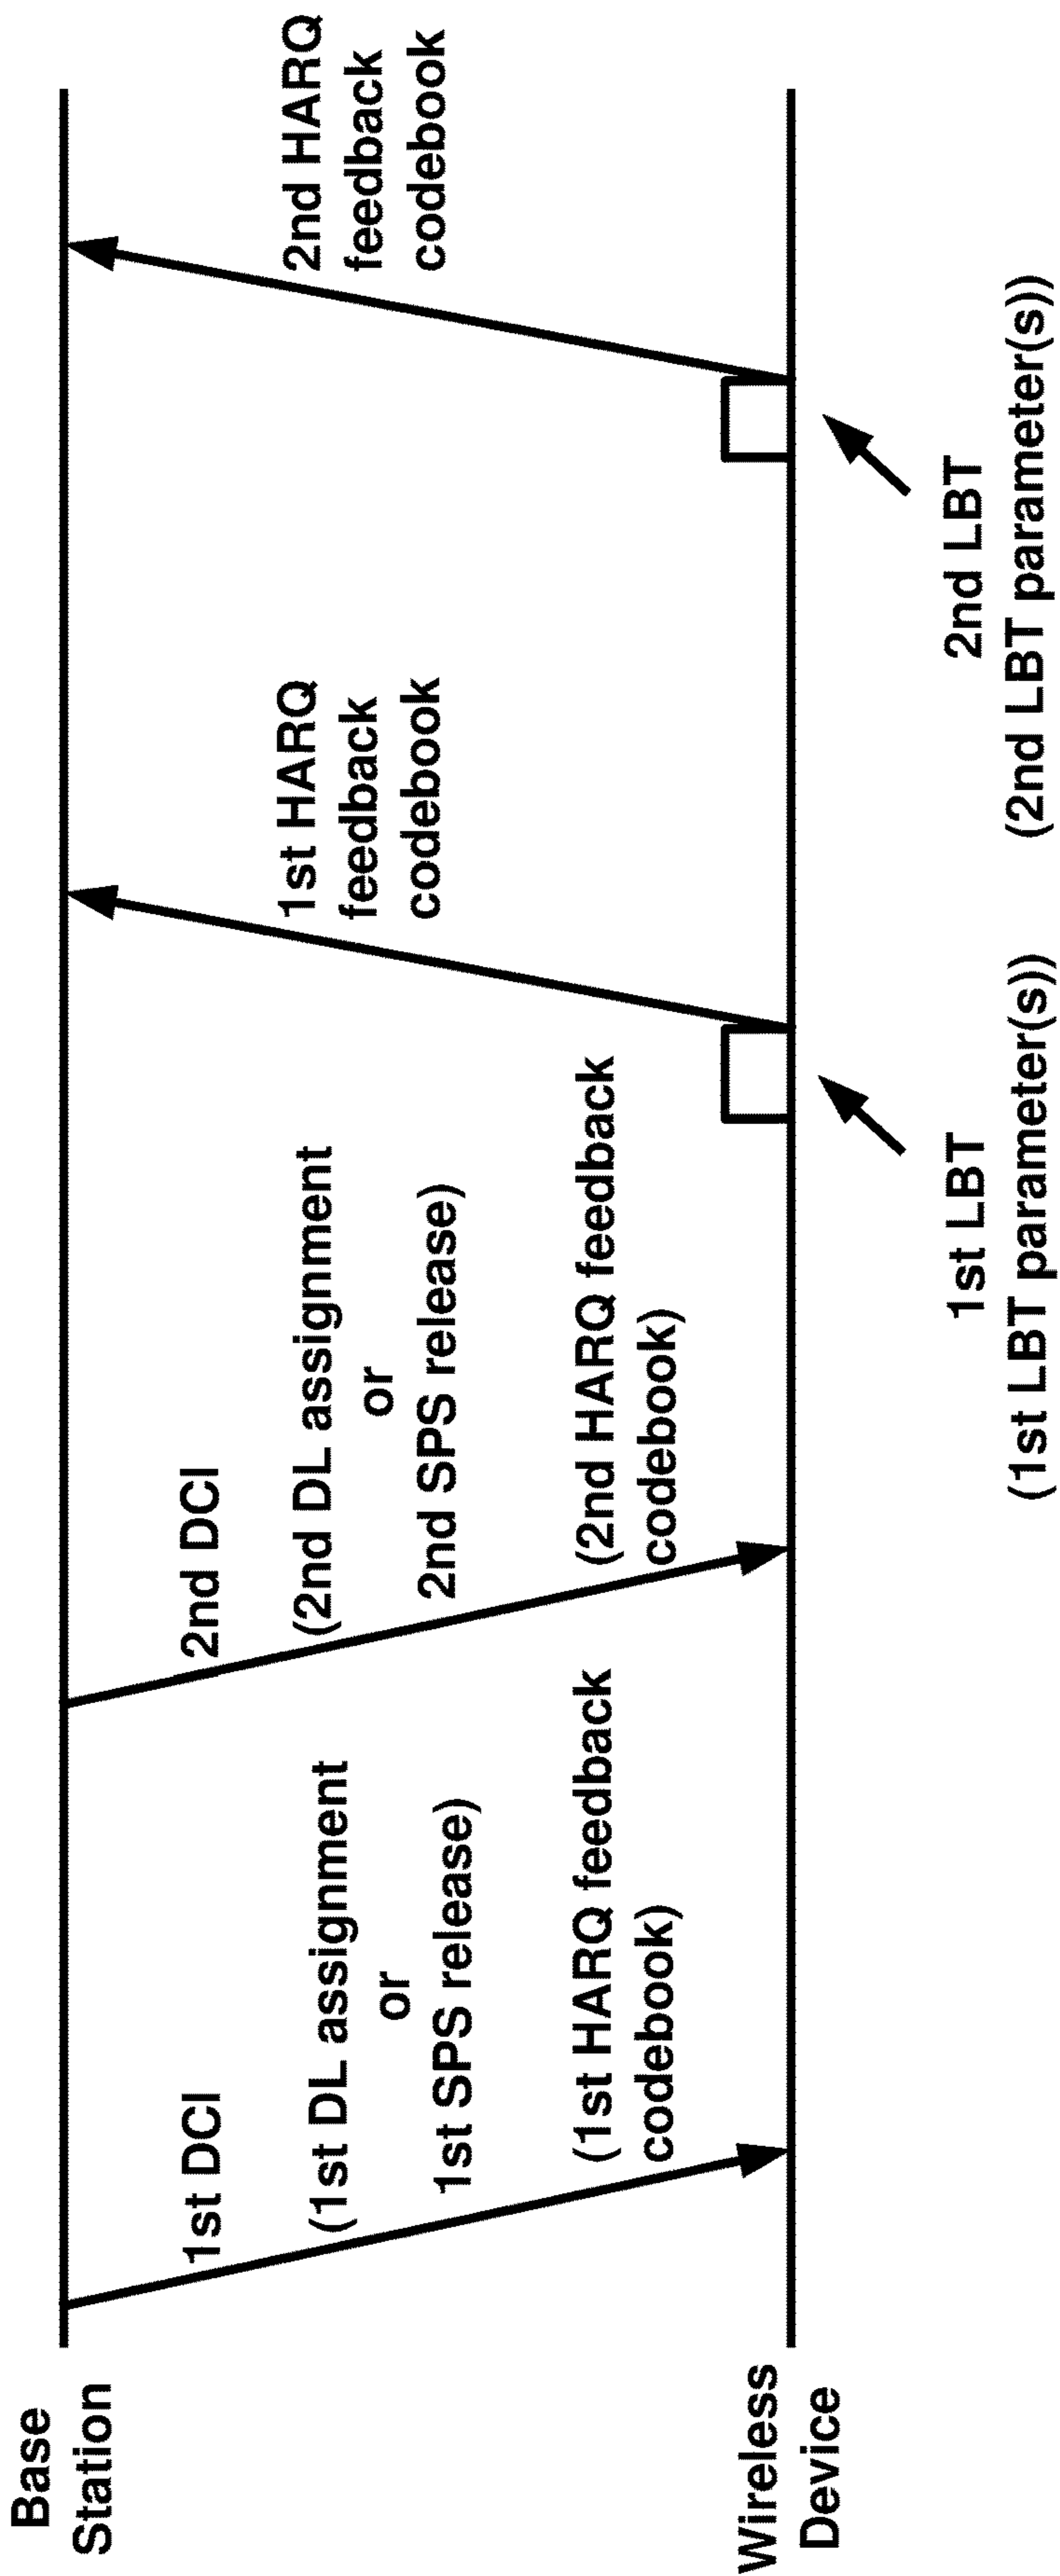 Base
Station
1st DCI
(1st DL assignment
or
1st SPS release)
(1st HARQ feedback
codebook)
2nd DCI
(2nd DL assignment
or
2nd SPS release)
(2nd HARQ feedback
codebook)
1st HARQ
feedback
codebook
2nd HARQ
feedback
codebook
Wireless
Device
1st LBT
(1st LBT parameter(s))
2nd LBT
(2nd LBT parameter(s))